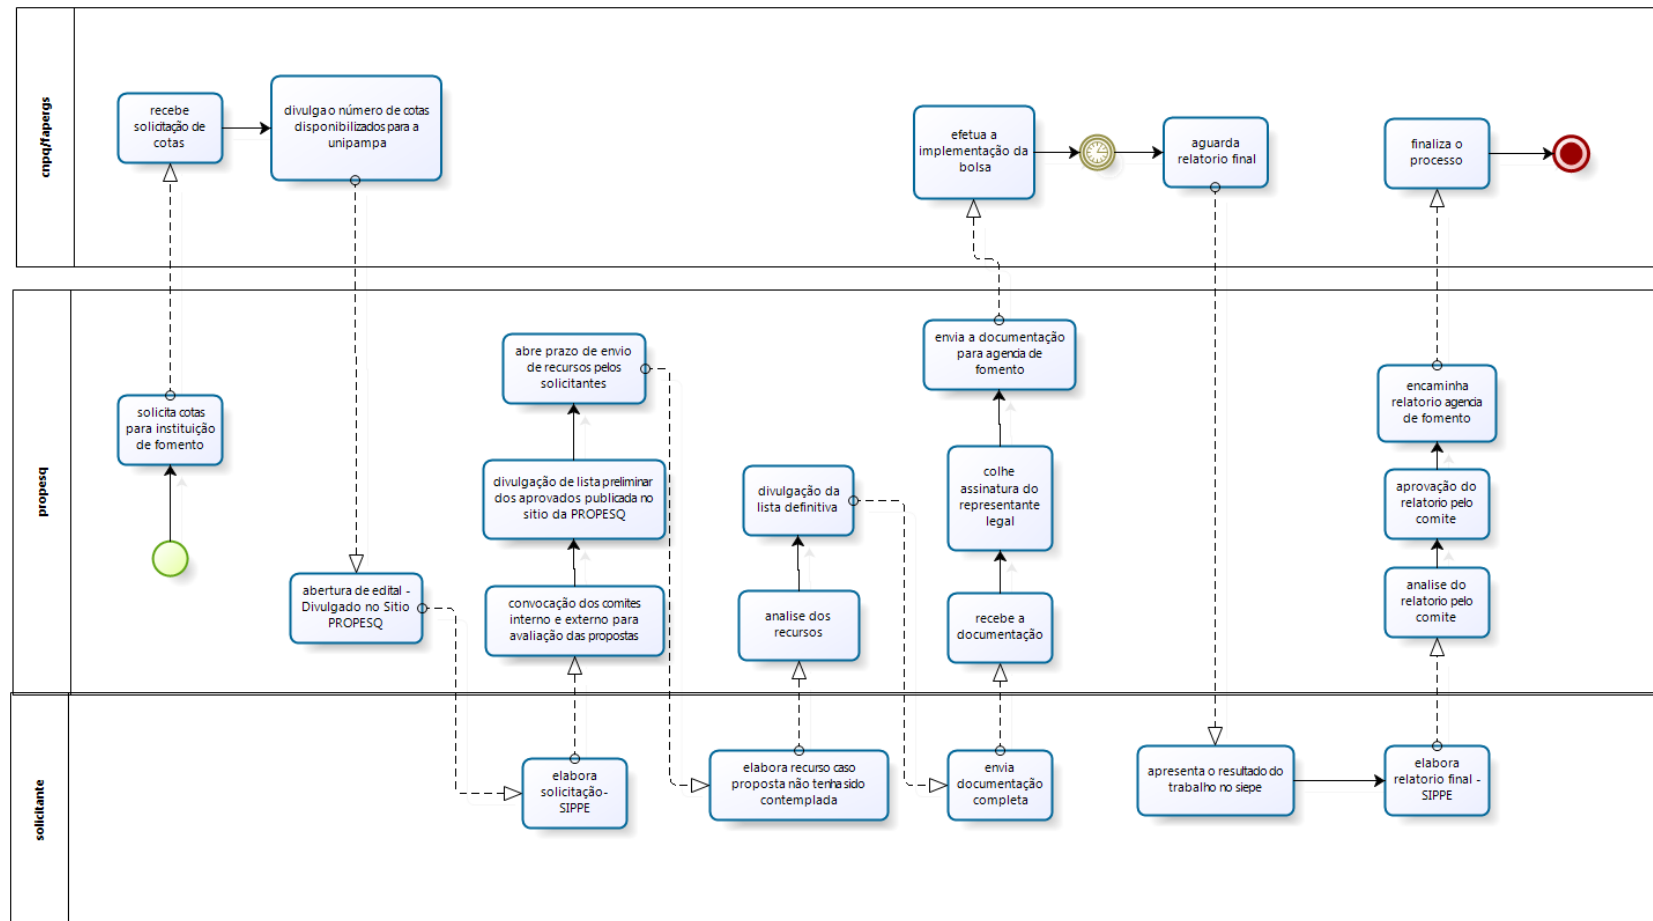 cnpq/fapergs
recebe
solicitação de
cotas
divulga o número de cotas
disponibilizados para a
unipampa
efetua a
implementação da
bolsa
aguarda
relatorio final
finaliza o
processo
propesq
solicita cotas
para instituição
de fomento
abertura de edital -
Divulgado no Sitio
PROPESQ
abre prazo de envio
de recursos pelos
solicitantes
divulgação de lista preliminar
dos aprovados publicada no
sitio da PROPESQ
convocação dos comites
interno e externo para
avaliação das propostas
divulgação da
lista definitiva
analise dos
recursos
envia a documentação
para agencia de
fomento
colhe
assinatura do
representante
legal
recebe a
documentação
encaminha
relatorio agencia
de fomento
aprovação do
relatorio pelo
comite
analise do
relatorio pelo
comite
solicitante
elabora
solicitação-
SIPPE
elabora recurso caso
proposta não tenha sido
contemplada
envia
documentação
completa
apresenta o resultado do
trabalho no siepe
elabora
relatorio final -
SIPPE